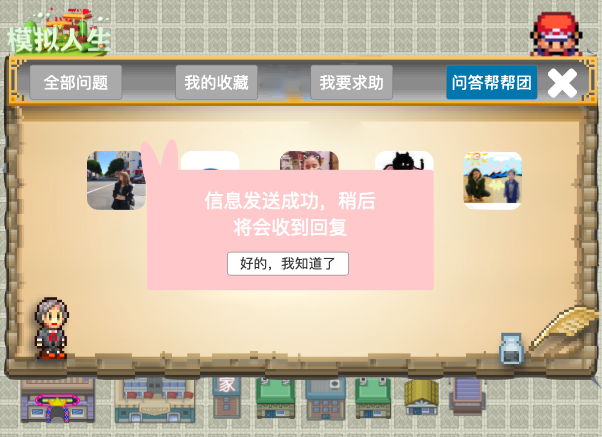 模拟人生
全部问题
我的收藏
我要求助
问答帮帮团
信息发送成功，稍后
将会收到回复
好的，我知道了
家